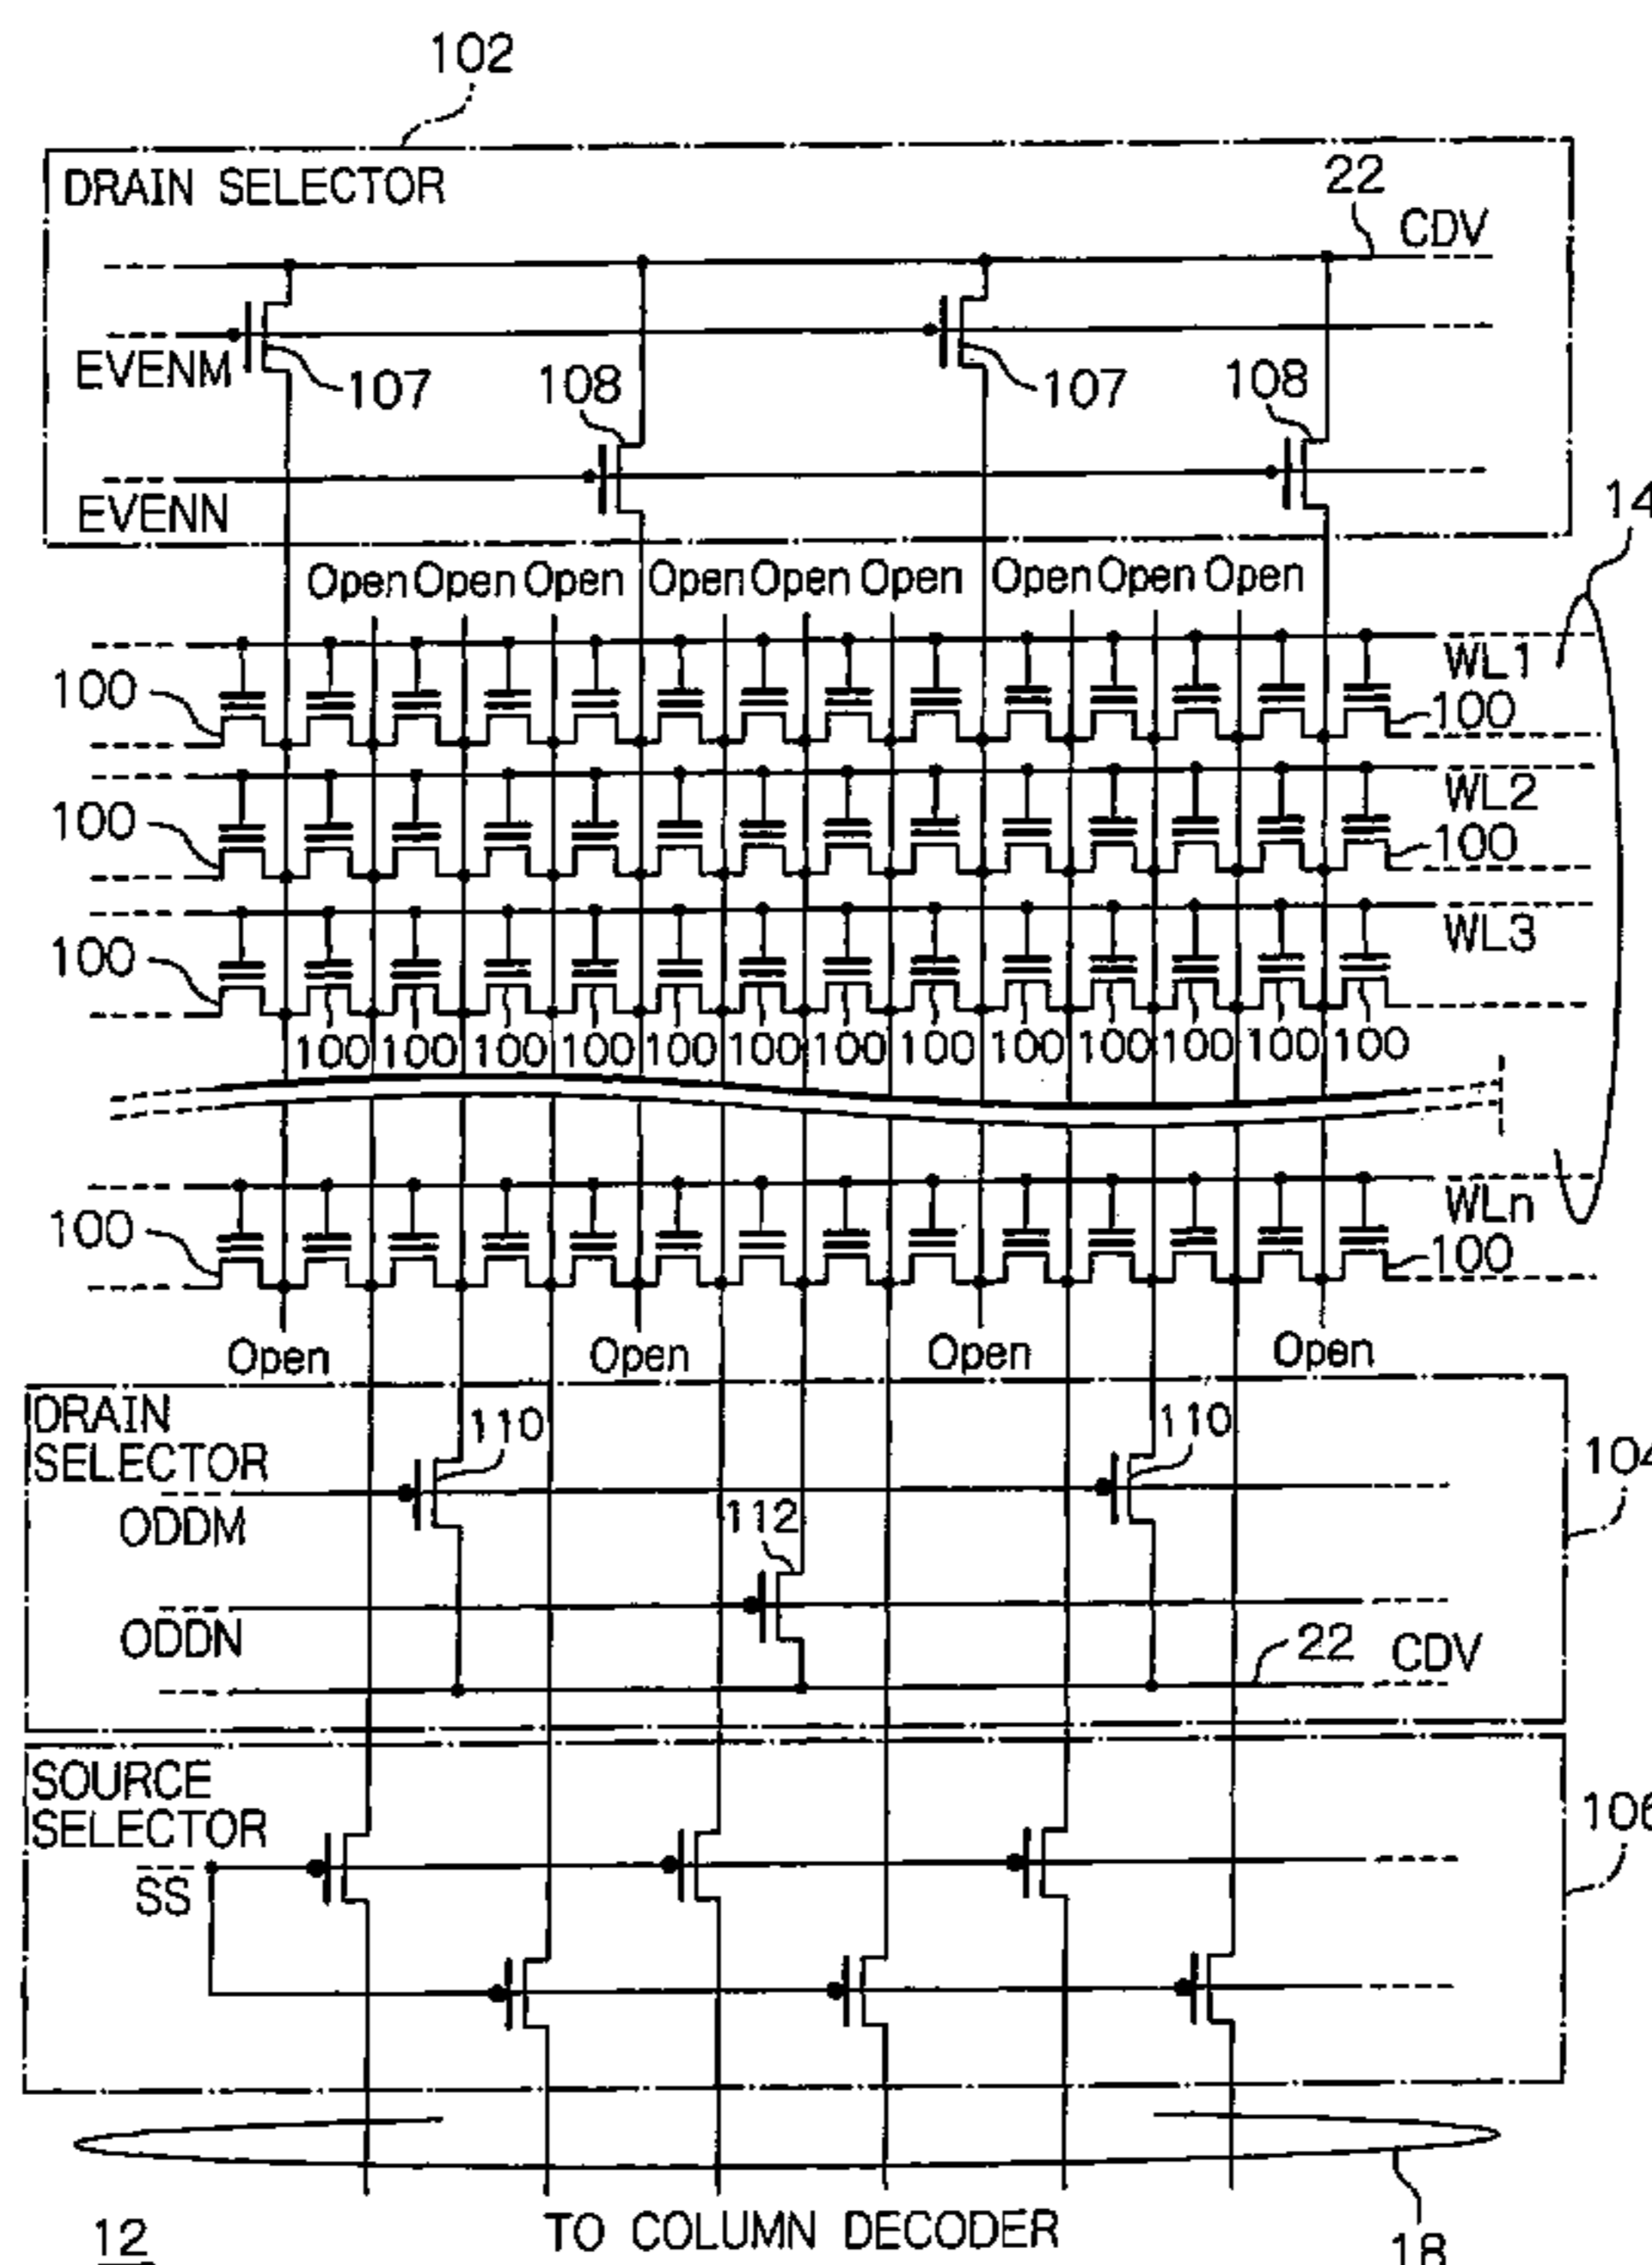 102
DRAIN SELECTOR
22
CDV
EVENM
107
108
107
108
EVENN
14
Open Open Open Open Open Open Open Open Open
100
WL1
100
100
WL2
100
100
WL3
100 100 100 100 100 100 100 100 100 100 100 100 100
100
WLn
100
Open Open Open Open
DRAIN
SELECTOR
110
110
104
ODDM
112
ODDN
22
CDV
SOURCE
SELECTOR
106
SS
TO COLUMN DECODER
12
18